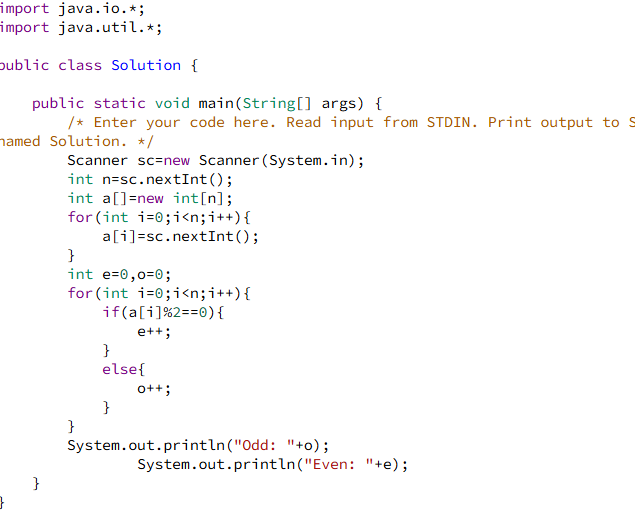 import java.io.*;
import java.util.*;
public class Solution {
public static void main(String[] args) {
/* Enter your code here. Read input from STDIN. Print output to S
named Solution. */
Scanner sc=new Scanner(System.in);
int n=sc.nextInt();
int a[]=new int[n];
for(int i=0;i<n;i++){
a[i]=sc.nextInt();
}
int e=0,o=0;
for(int i=0;i<n;i++){
if(a[i]%2==0){
e++;
}
else{
o++;
}
}
System.out.println("Odd: "+o);
System.out.println("Even: "+e);
}
}